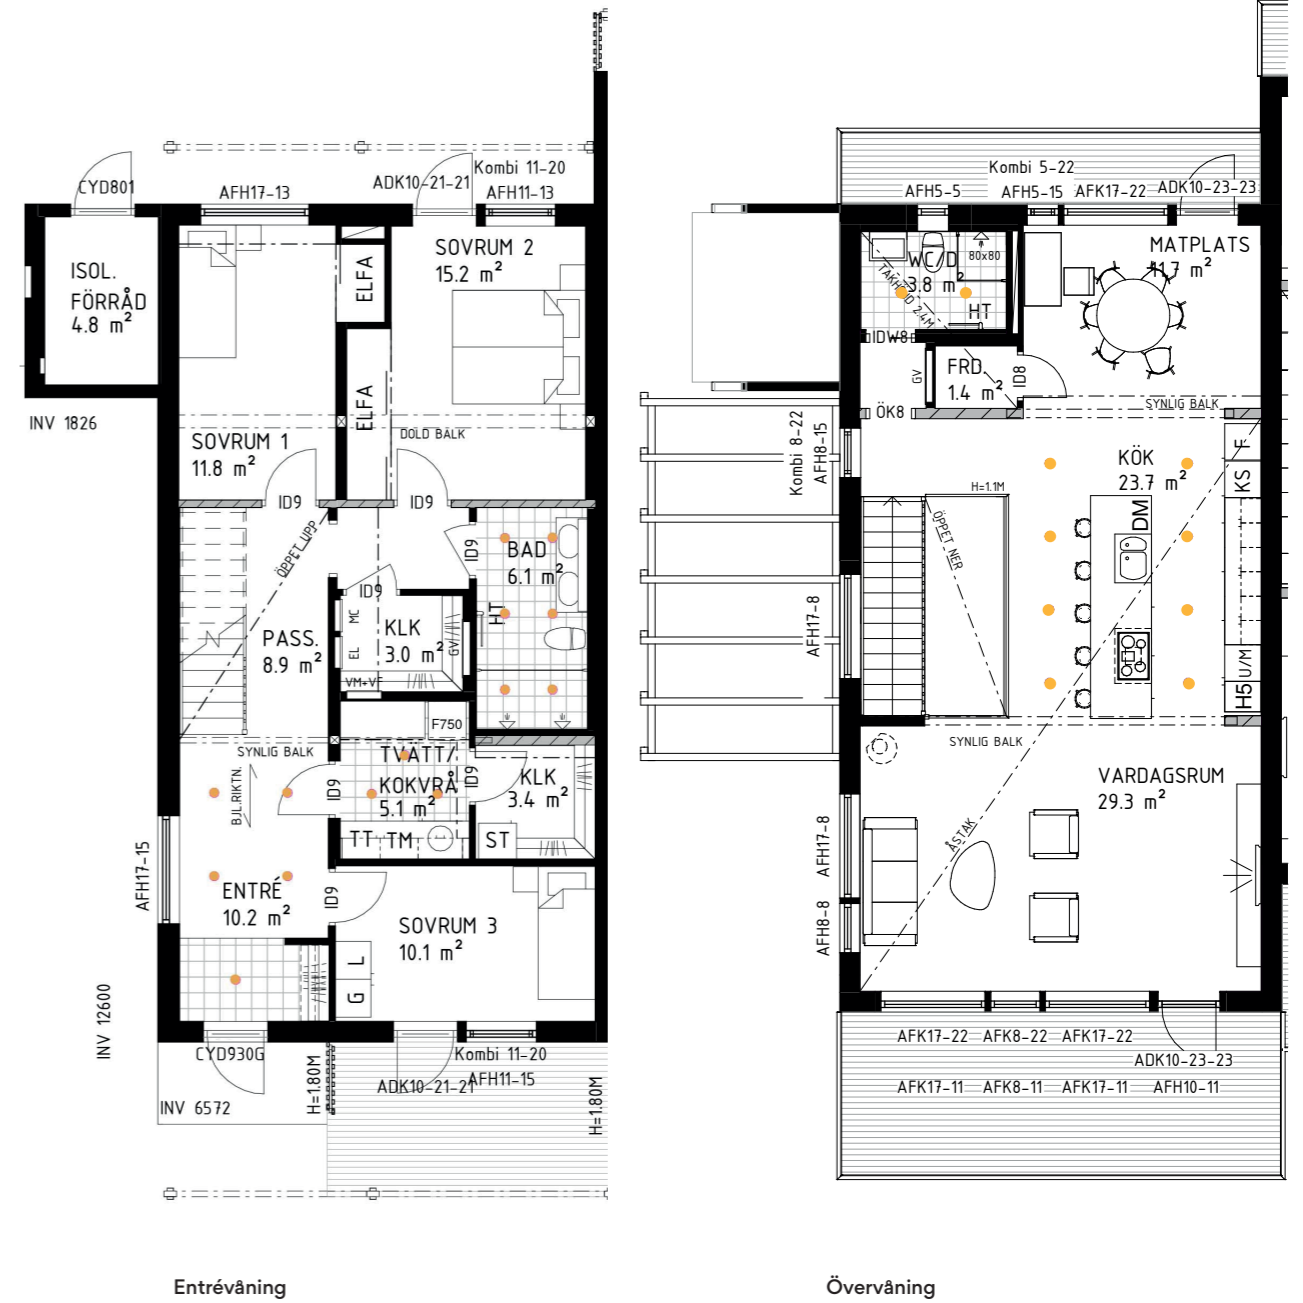 CYD801
AFH17-13
ADK10-21-21
Kombi 11-20
AFH11-13
ISOL.
FÖRRÅD
4.8 m²
INV 1826
ELFA
ELFA
SOVRUM 2
15.2 m²
SOVRUM 1
11.8 m²
DOLD BALK
ID9
ID9
ÖPPET UPP
ID9
BAD
6.1 m²
HT
ID9
MC
EL
KLK
3.0 m²
GV
VM+VF
PASS.
8.9 m²
F750
SYNLIG BALK
BJL.RIKTN.
ID9
TVÄTT/
KOKVRÅ
5.1 m²
ID9
KLK
3.4 m²
TT
TM
ST
AFH17-15
ENTRÉ
10.2 m²
ID9
SOVRUM 3
10.1 m²
L
G
INV 12600
CYD930G
Kombi 11-20
ADK10-21-21
AFH11-15
H=1.80M
H=1.80M
INV 6572
Entrévåning
Kombi 5-22
AFH5-5
AFH5-15
AFK17-22
ADK10-23-23
WC/D
3.8 m²
80x80
TAKHÖJD 2.4M
HT
MATPLATS
11.7 m²
IDW8
GV
FRD.
1.4 m²
ID8
ÖK8
SYNLIG BALK
Kombi 8-22
AFH8-15
KÖK
23.7 m²
F
KS
H=1.1M
ÖPPET NER
DM
AFH17-8
U/M
H5
SYNLIG BALK
VARDAGSRUM
29.3 m²
ÅSTAK
AFH17-8
AFH8-8
AFK17-22
AFK8-22
AFK17-22
ADK10-23-23
AFK17-11
AFK8-11
AFK17-11
AFH10-11
Övervåning